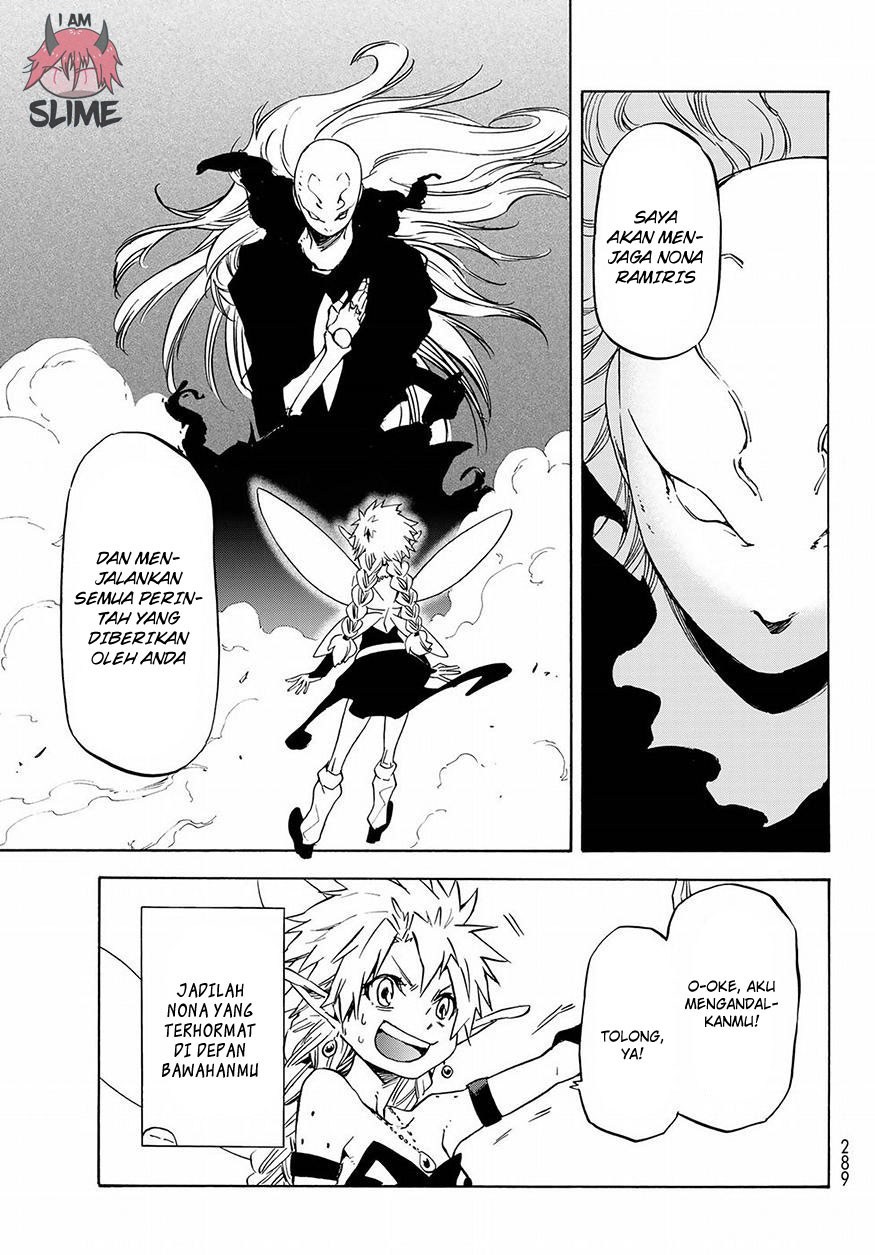 I AM
SLIME
SAYA
AKAN MEN-
JAGA NONA
RAMIRIS
DAN MEN-
JALANKAN
SEMUA PERIN-
TAH YANG
DIBERIKAN
OLEH ANDA
O-OKE, AKU
MENGANDAL-
KANMU!
TOLONG,
YA!
JADILAH
NONA YANG
TERHORMAT
DI DEPAN
BAWAHANMU
289